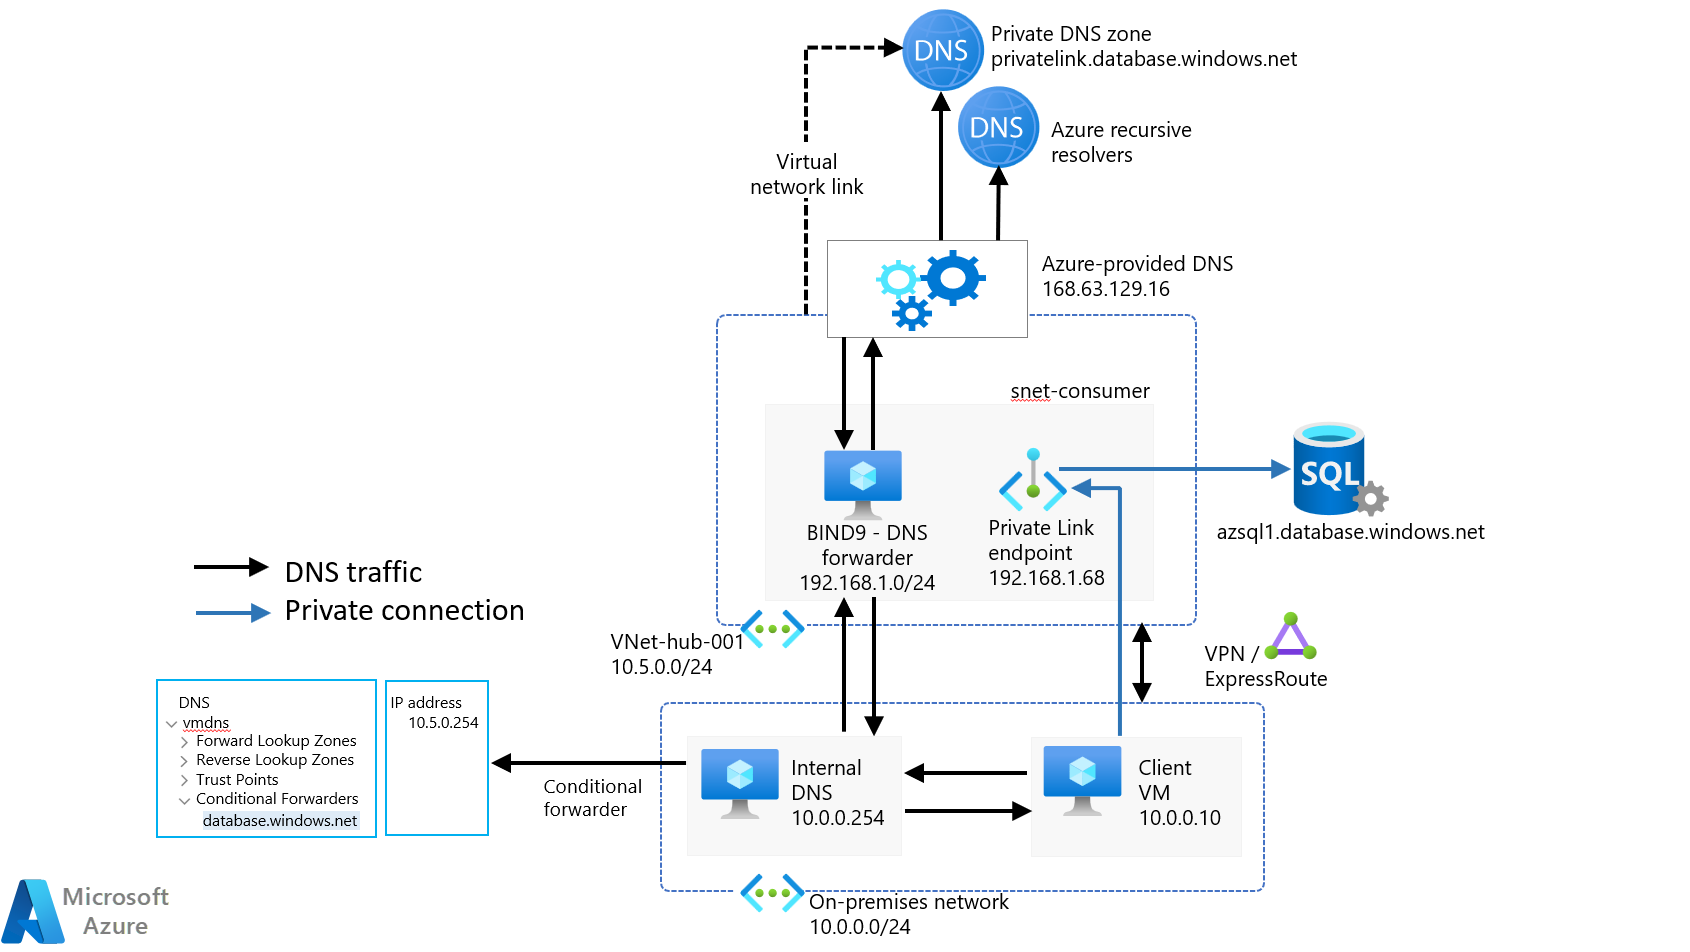 DNS
Private DNS zone
privatelink.database.windows.net
DNS
Azure recursive
resolvers
Virtual
network link
Azure-provided DNS
168.63.129.16
snet-consumer
SQL
azsql1.database.windows.net
BIND9 - DNS
forwarder
192.168.1.0/24
Private Link
endpoint
192.168.1.68
DNS traffic
Private connection
VNet-hub-001
10.5.0.0/24
VPN /
ExpressRoute
DNS
vmdns
Forward Lookup Zones
Reverse Lookup Zones
Trust Points
Conditional Forwarders
database.windows.net
IP address
10.5.0.254
Conditional
forwarder
Internal
DNS
10.0.0.254
Client
VM
10.0.0.10
On-premises network
10.0.0.0/24
Microsoft
Azure